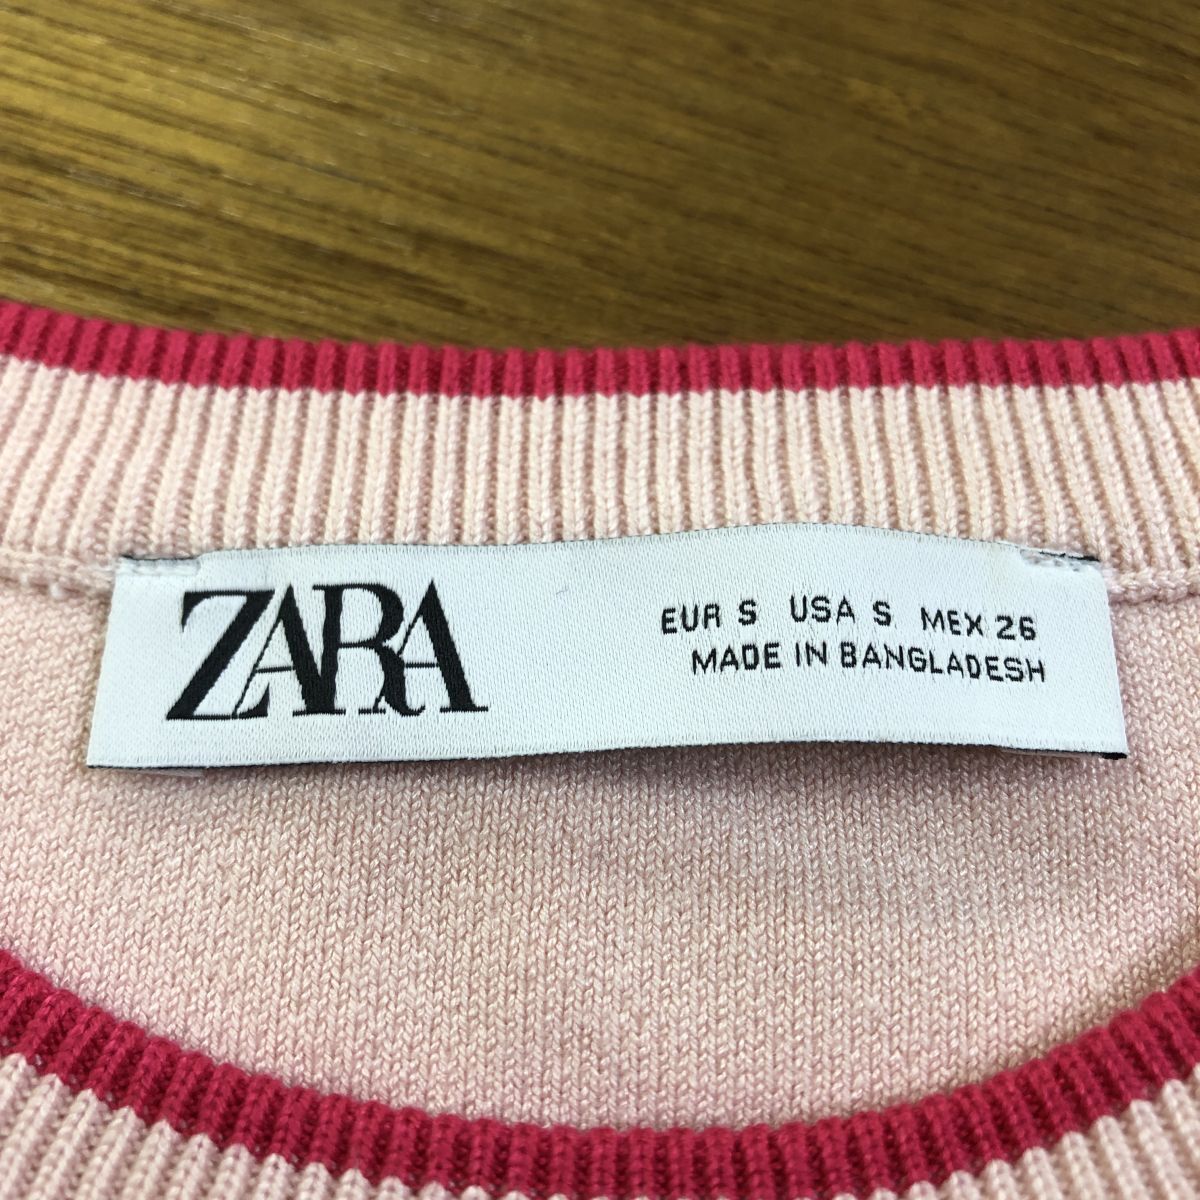 ZARA
EUR S USA S MEX 26
MADE IN BANGLADESH